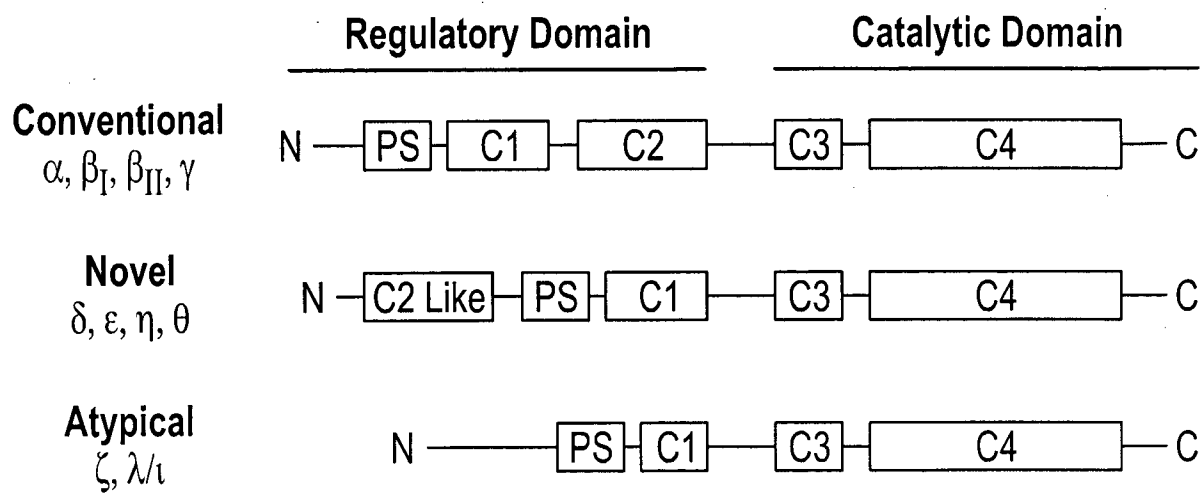 Regulatory Domain Catalytic Domain
Conventional
α, βI, βII, γ
N PS C1 C2 C3 C4 C
Novel
δ, ε, η, θ
N C2 Like PS C1 C3 C4 C
Atypical
ζ, λ/ι
N PS C1 C3 C4 C